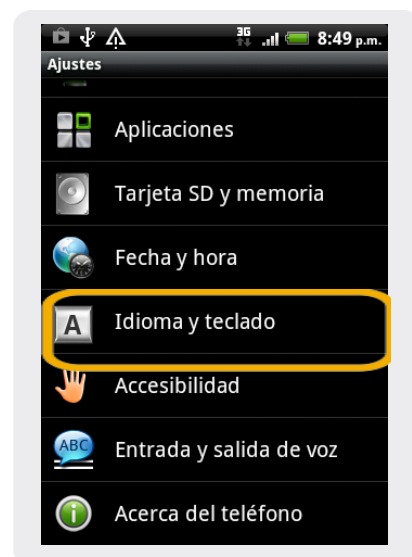 3G 8:49 p.m.
Ajustes
Aplicaciones
Tarjeta SD y memoria
Fecha y hora
A Idioma y teclado
Accesibilidad
ABC Entrada y salida de voz
Acerca del teléfono